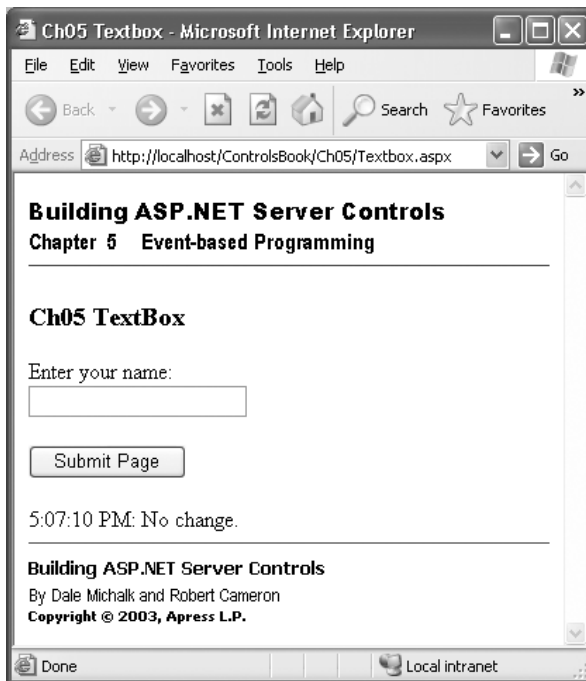 Ch05 Textbox - Microsoft Internet Explorer
File Edit View Favorites Tools Help
Back Search Favorites »
Address http://localhost/ControlsBook/Ch05/Textbox.aspx Go
Building ASP.NET Server Controls
Chapter 5 Event-based Programming
Ch05 TextBox
Enter your name:
Submit Page
5:07:10 PM: No change.
Building ASP.NET Server Controls
By Dale Michalk and Robert Cameron
Copyright © 2003, Apress L.P.
Done Local intranet